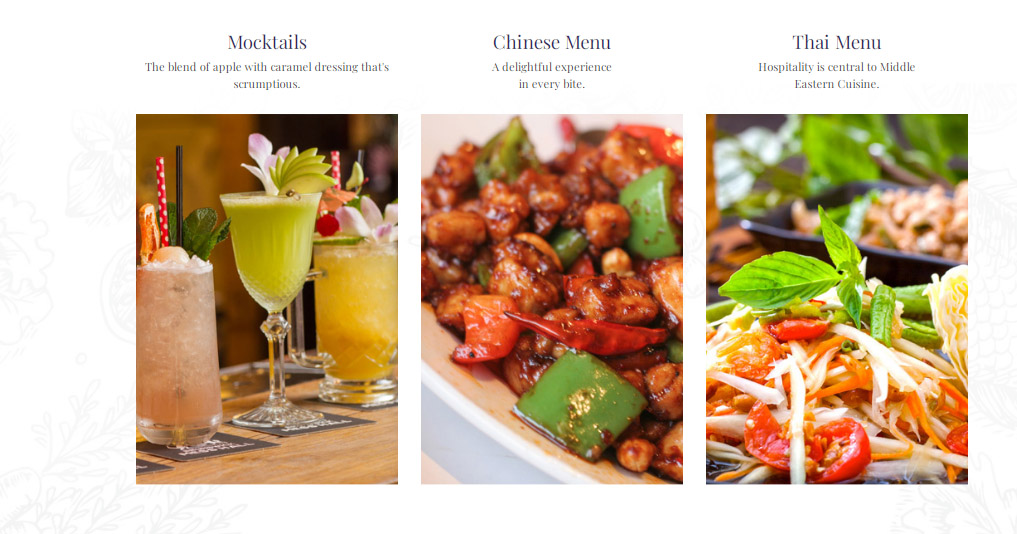 Mocktails
The blend of apple with caramel dressing that's
scrumptious.
Chinese Menu
A delightful experience
in every bite.
Thai Menu
Hospitality is central to Middle
Eastern Cuisine.